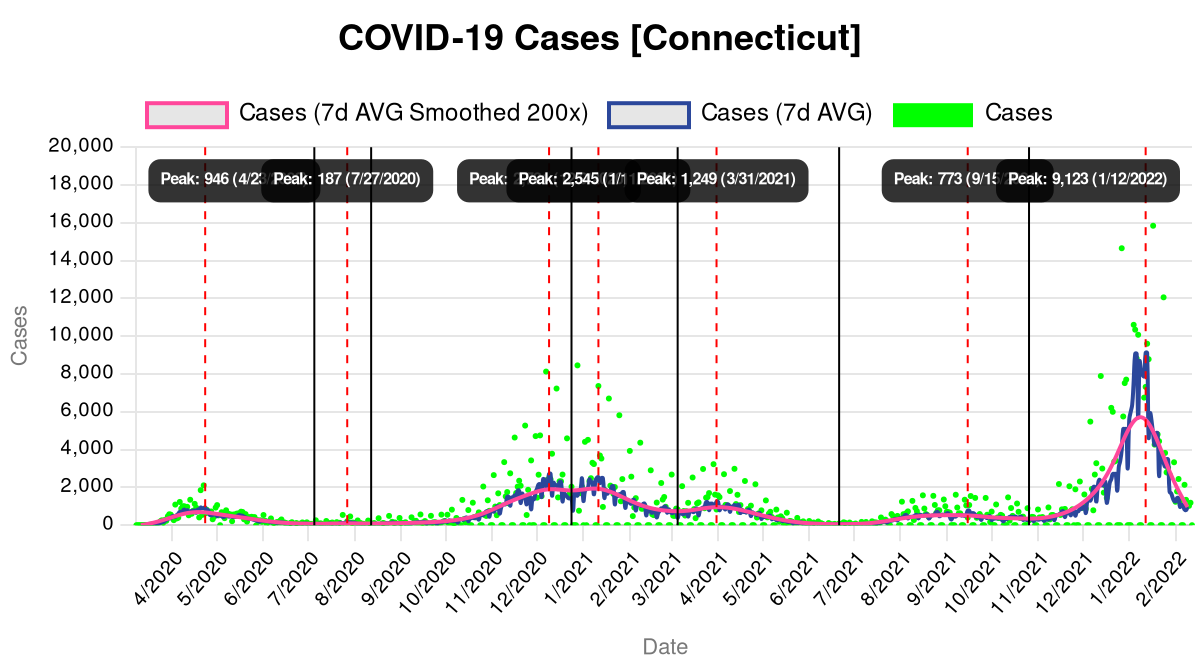 COVID-19 Cases [Connecticut]
Cases (7d AVG Smoothed 200x)
Cases (7d AVG)
Cases
20,000
18,000
16,000
14,000
12,000
10,000
8,000
6,000
4,000
2,000
0
Cases
Peak: 946 (4/23/
Peak: 187 (7/27/2020)
Peak:
Peak: 2,545 (1/1
Peak: 1,249 (3/31/2021)
Peak: 773 (9/15
Peak: 9,123 (1/12/2022)
4/2020
5/2020
6/2020
7/2020
8/2020
9/2020
10/2020
11/2020
12/2020
1/2021
2/2021
3/2021
4/2021
5/2021
6/2021
7/2021
8/2021
9/2021
10/2021
11/2021
12/2021
1/2022
2/2022
Date